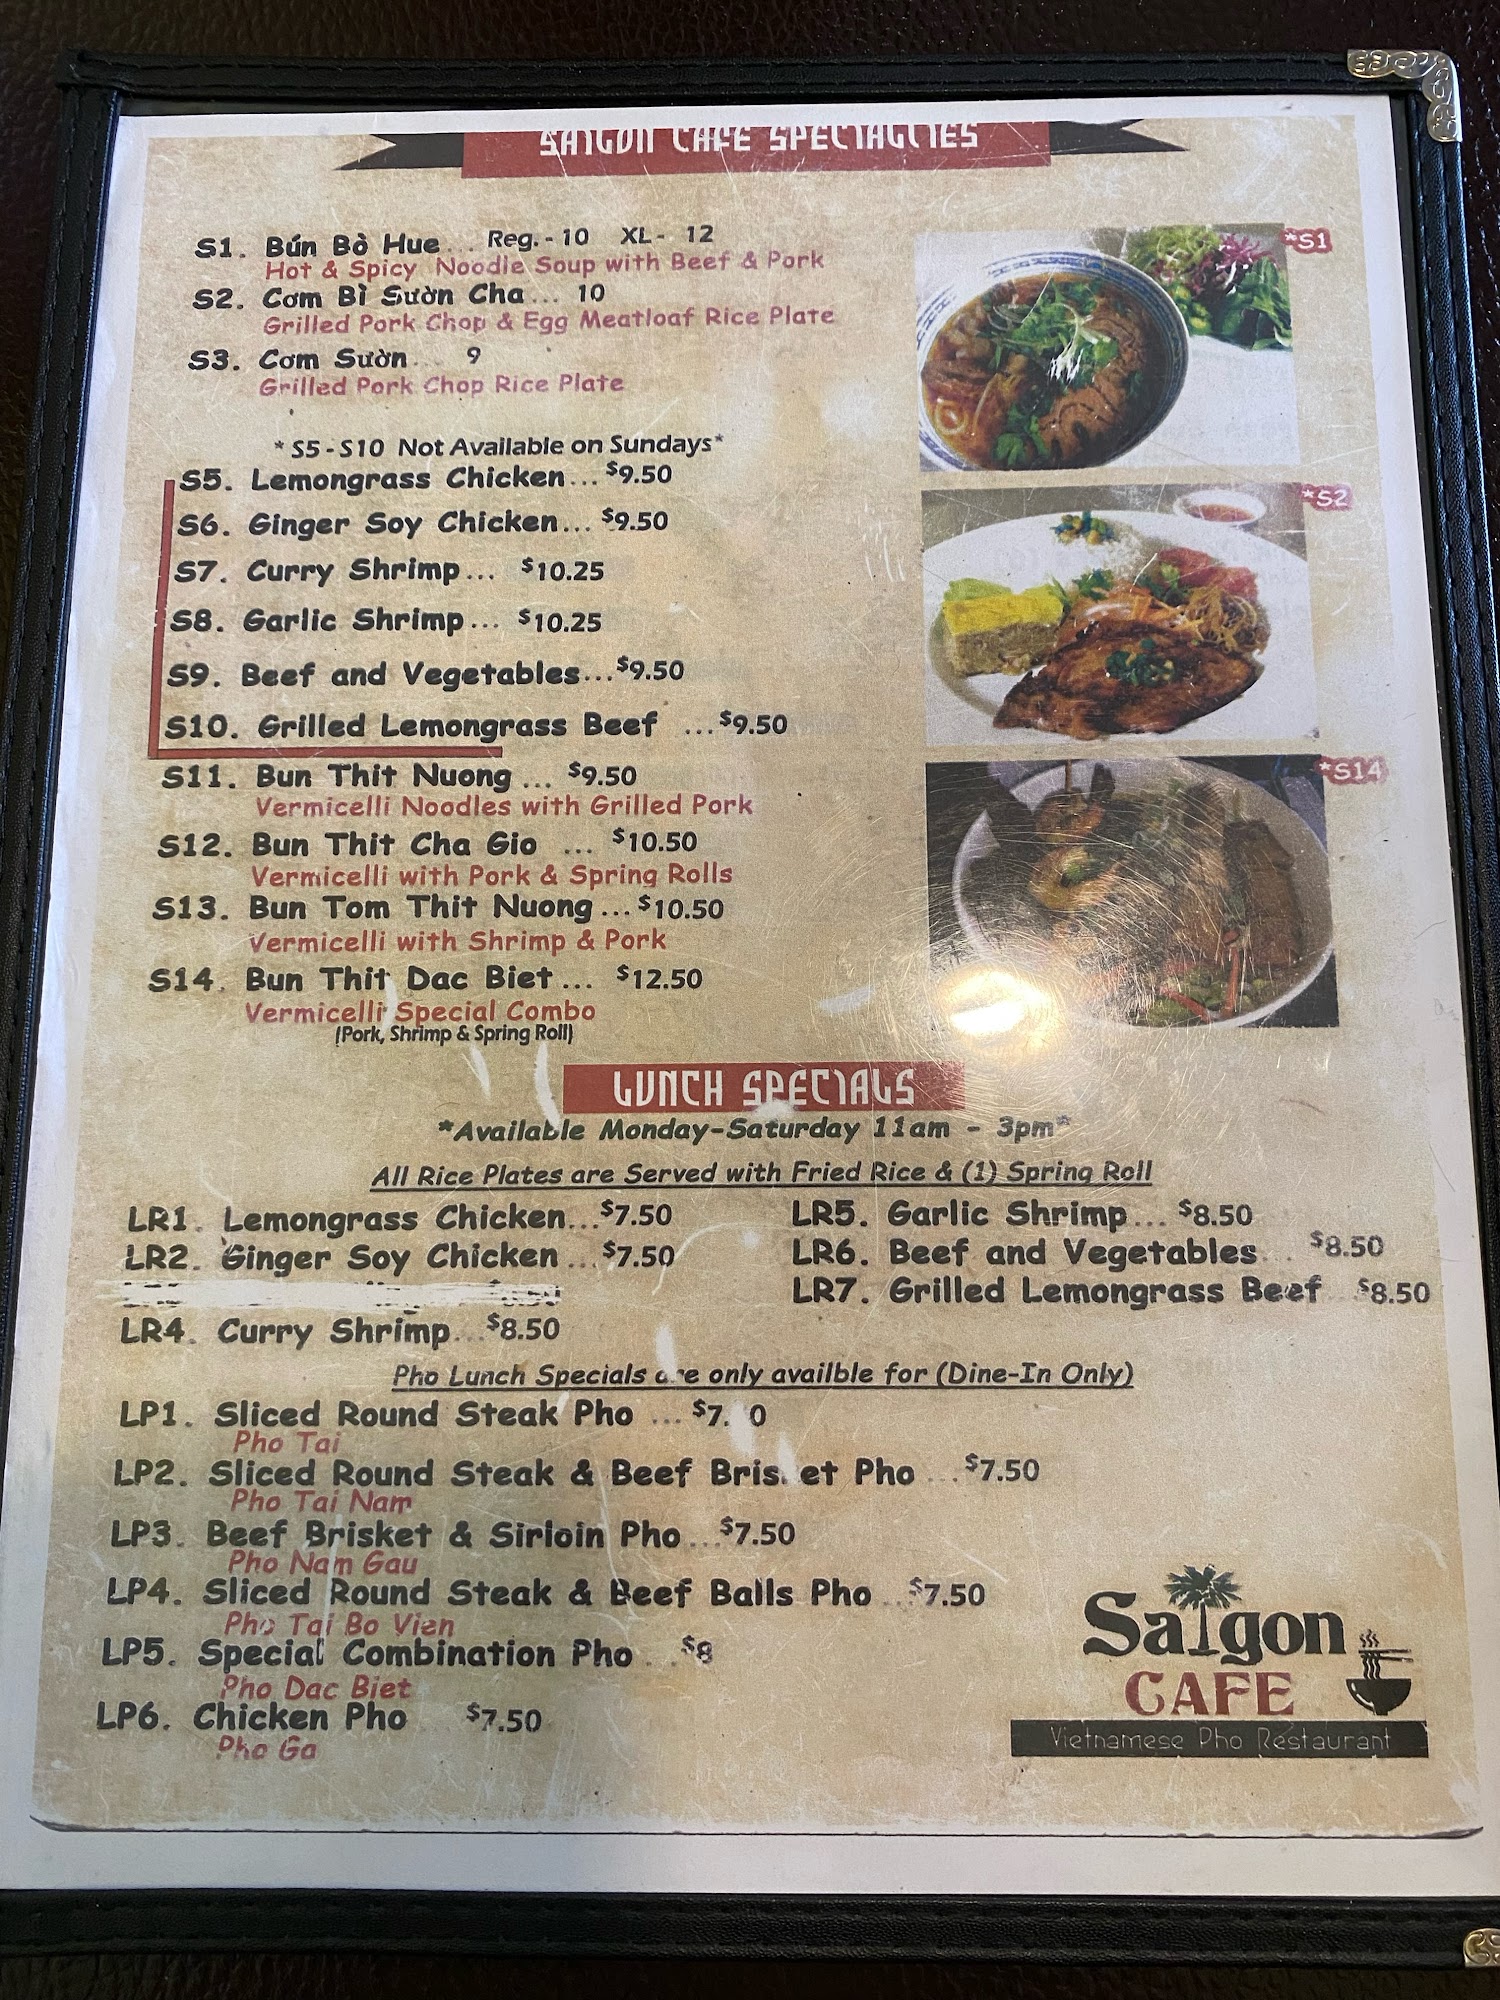 SAIGON CAFE SPECIAGLTIES
S1. Bún Bò Hue... Reg. - 10 XL - 12
Hot & Spicy Noodle Soup with Beef & Pork
S2. Cơm Bì Sườn Cha... 10
Grilled Pork Chop & Egg Meatloaf Rice Plate
S3. Cơm Sườn... 9
Grilled Pork Chop Rice Plate
*S5-S10 Not Available on Sundays*
S5. Lemongrass Chicken... $9.50
S6. Ginger Soy Chicken... $9.50
S7. Curry Shrimp... $10.25
S8. Garlic Shrimp... $10.25
S9. Beef and Vegetables... $9.50
S10. Grilled Lemongrass Beef ... $9.50
S11. Bun Thit Nuong ... $9.50
Vermicelli Noodles with Grilled Pork
S12. Bun Thit Cha Gio ... $10.50
Vermicelli with Pork & Spring Rolls
S13. Bun Tom Thit Nuong ... $10.50
Vermicelli with Shrimp & Pork
S14. Bun Thit Dac Biet ... $12.50
Vermicelli Special Combo
(Pork, Shrimp & Spring Roll)
*S1
*S2
*S14
LUNCH SPECIALS
*Available Monday-Saturday 11am - 3pm*
All Rice Plates are Served with Fried Rice & (1) Spring Roll
LR1. Lemongrass Chicken... $7.50
LR2. Ginger Soy Chicken ... $7.50
LR4. Curry Shrimp... $8.50
LR5. Garlic Shrimp... $8.50
LR6. Beef and Vegetables... $8.50
LR7. Grilled Lemongrass Beef $8.50
Pho Lunch Specials are only availble for (Dine-In Only)
LP1. Sliced Round Steak Pho ...
Pho Tai
LP2. Sliced Round Steak & Beef Brisket Pho ... $7.50
Pho Tai Nam
LP3. Beef Brisket & Sirloin Pho ... $7.50
Pho Nam Gau
LP4. Sliced Round Steak & Beef Balls Pho ... $7.50
Pho Tai Bo Vien
LP5. Special Combination Pho ... $8
Pho Dac Biet
LP6. Chicken Pho $7.50
Pho Ga
Saigon
CAFE
Vietnamese Pho Restaurant